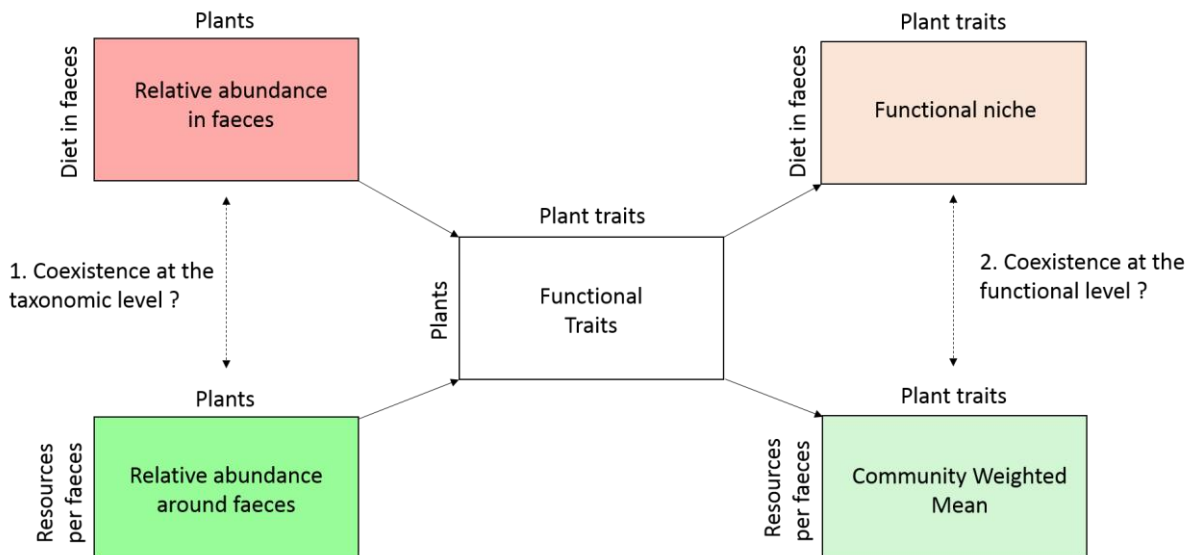 Plants
Diet in faeces
Relative abundance
in faeces
Plant traits
Diet in faeces
Functional niche
1. Coexistence at the
taxonomic level ?
Plant traits
Plants
Functional
Traits
2. Coexistence at the
functional level ?
Plants
Resources
per faeces
Relative abundance
around faeces
Plant traits
Resources
per faeces
Community Weighted
Mean